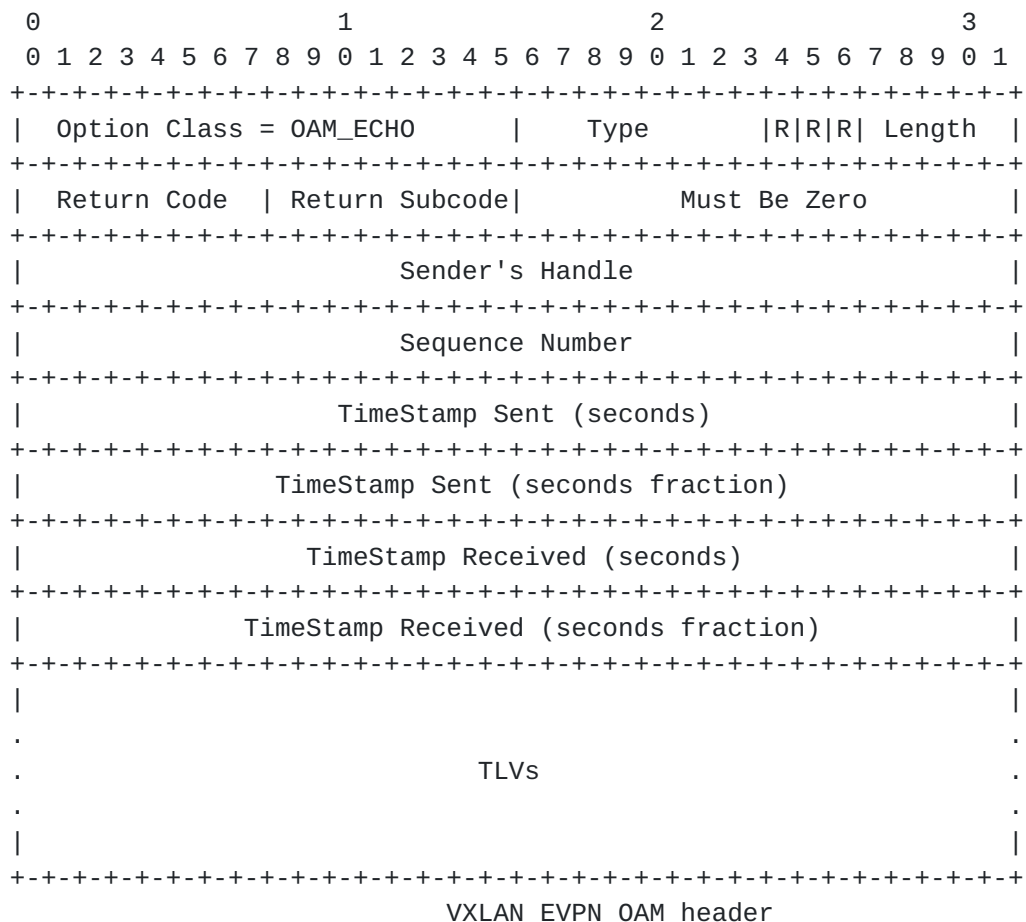 0                   1                   2                   3
 0 1 2 3 4 5 6 7 8 9 0 1 2 3 4 5 6 7 8 9 0 1 2 3 4 5 6 7 8 9 0 1
+-+-+-+-+-+-+-+-+-+-+-+-+-+-+-+-+-+-+-+-+-+-+-+-+-+-+-+-+-+-+-+-+
|  Option Class = OAM_ECHO      |    Type       |R|R|R| Length  |
+-+-+-+-+-+-+-+-+-+-+-+-+-+-+-+-+-+-+-+-+-+-+-+-+-+-+-+-+-+-+-+-+
|  Return Code  | Return Subcode|          Must Be Zero         |
+-+-+-+-+-+-+-+-+-+-+-+-+-+-+-+-+-+-+-+-+-+-+-+-+-+-+-+-+-+-+-+-+
|                        Sender's Handle                        |
+-+-+-+-+-+-+-+-+-+-+-+-+-+-+-+-+-+-+-+-+-+-+-+-+-+-+-+-+-+-+-+-+
|                        Sequence Number                        |
+-+-+-+-+-+-+-+-+-+-+-+-+-+-+-+-+-+-+-+-+-+-+-+-+-+-+-+-+-+-+-+-+
|                    TimeStamp Sent (seconds)                   |
+-+-+-+-+-+-+-+-+-+-+-+-+-+-+-+-+-+-+-+-+-+-+-+-+-+-+-+-+-+-+-+-+
|                TimeStamp Sent (seconds fraction)              |
+-+-+-+-+-+-+-+-+-+-+-+-+-+-+-+-+-+-+-+-+-+-+-+-+-+-+-+-+-+-+-+-+
|                  TimeStamp Received (seconds)                 |
+-+-+-+-+-+-+-+-+-+-+-+-+-+-+-+-+-+-+-+-+-+-+-+-+-+-+-+-+-+-+-+-+
|              TimeStamp Received (seconds fraction)            |
+-+-+-+-+-+-+-+-+-+-+-+-+-+-+-+-+-+-+-+-+-+-+-+-+-+-+-+-+-+-+-+-+
|                                                               |
.                                                               .
.                             TLVs                              .
.                                                               .
|                                                               |
+-+-+-+-+-+-+-+-+-+-+-+-+-+-+-+-+-+-+-+-+-+-+-+-+-+-+-+-+-+-+-+-+
                           VXLAN EVPN OAM header